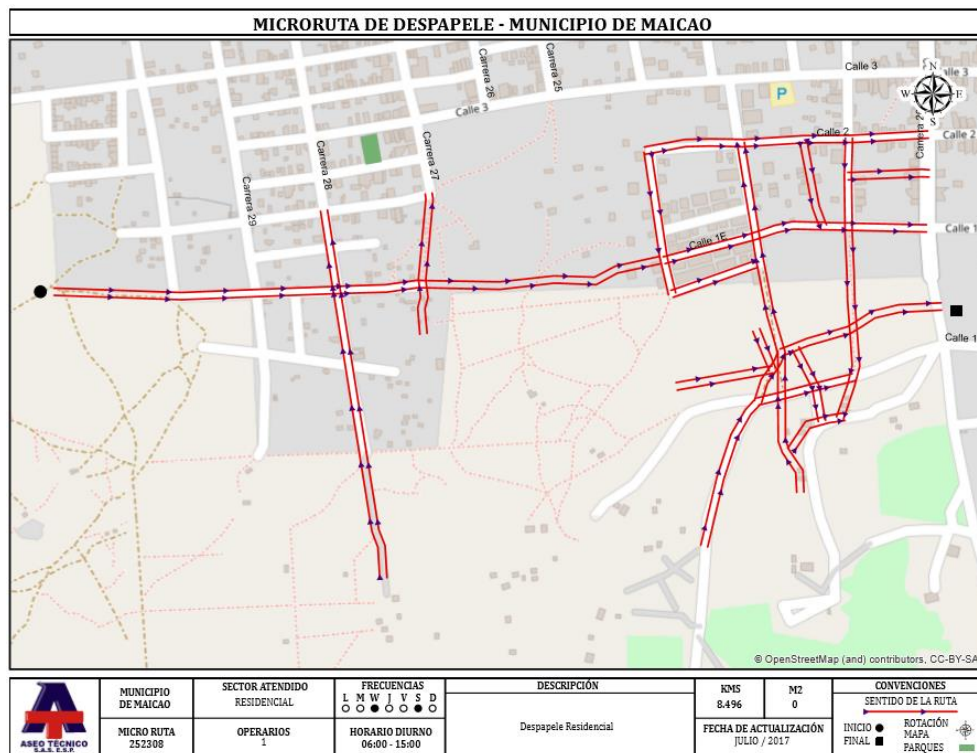 MICRORUTA DE DESPAPELE - MUNICIPIO DE MAICAO
Carrera 26
Carrera 25
Calle 3
Calle 3
N
W E
S
P
Calle 3
Calle 2
Calle 2
Carrera 27
Carrera 28
Carrera 29
Calle 1E
Calle 1
Calle 1
© OpenStreetMap (and) contributors, CC-BY-SA
ASEO TÉCNICO
S.A.S. E.S.P.
MUNICIPIO
DE MAICAO
MICRO RUTA
252308
SECTOR ATENDIDO
RESIDENCIAL
OPERARIOS
1
FRECUENCIAS
L M W J V S D
HORARIO DIURNO
06:00 - 15:00
DESCRIPCIÓN
Despapele Residencial
KMS
8.496
M2
0
FECHA DE ACTUALIZACIÓN
JULIO / 2017
CONVENCIONES
SENTIDO DE LA RUTA
INICIO
FINAL
ROTACIÓN
MAPA
PARQUES